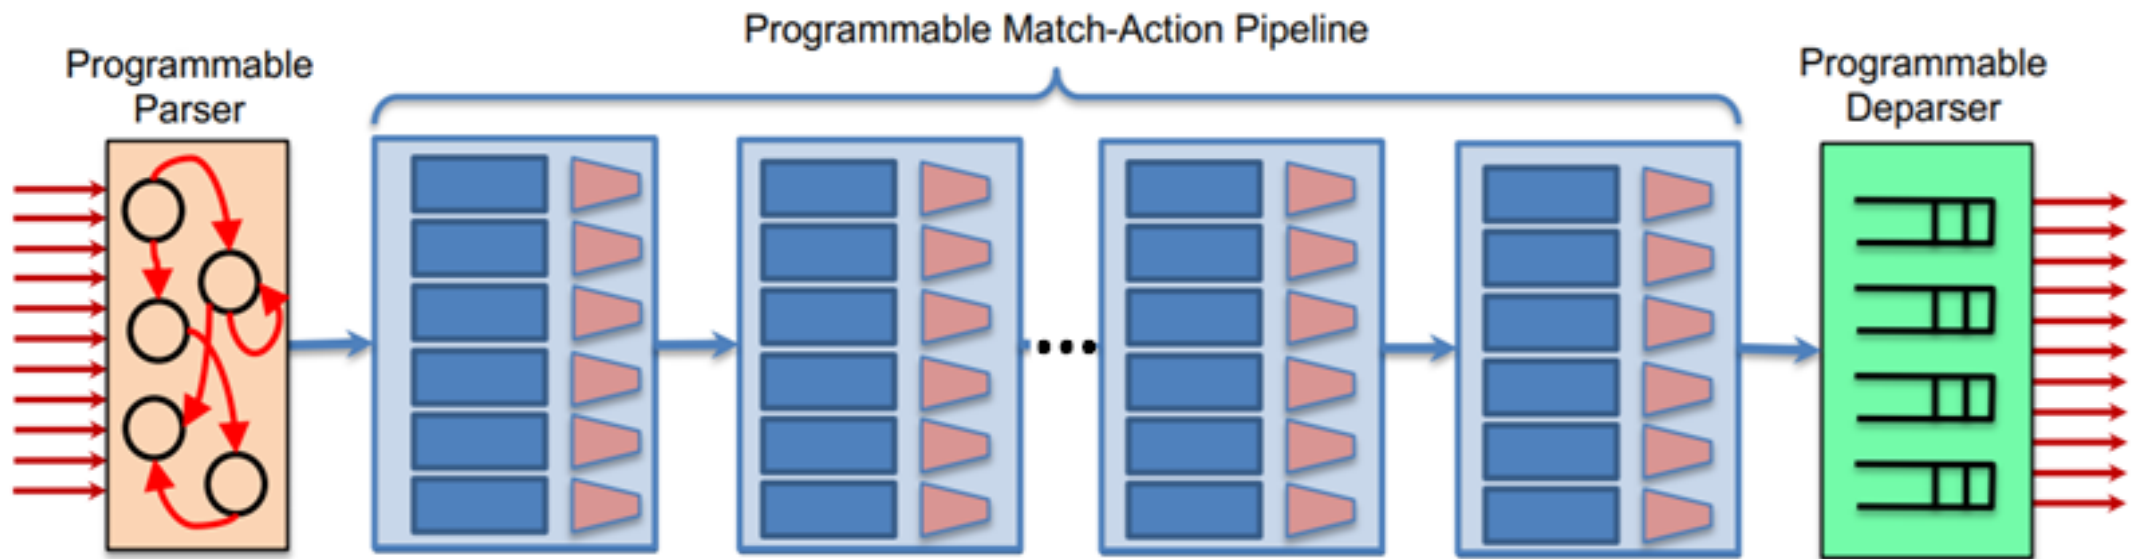 Programmable Match-Action Pipeline
Programmable
Parser
Programmable
Deparser